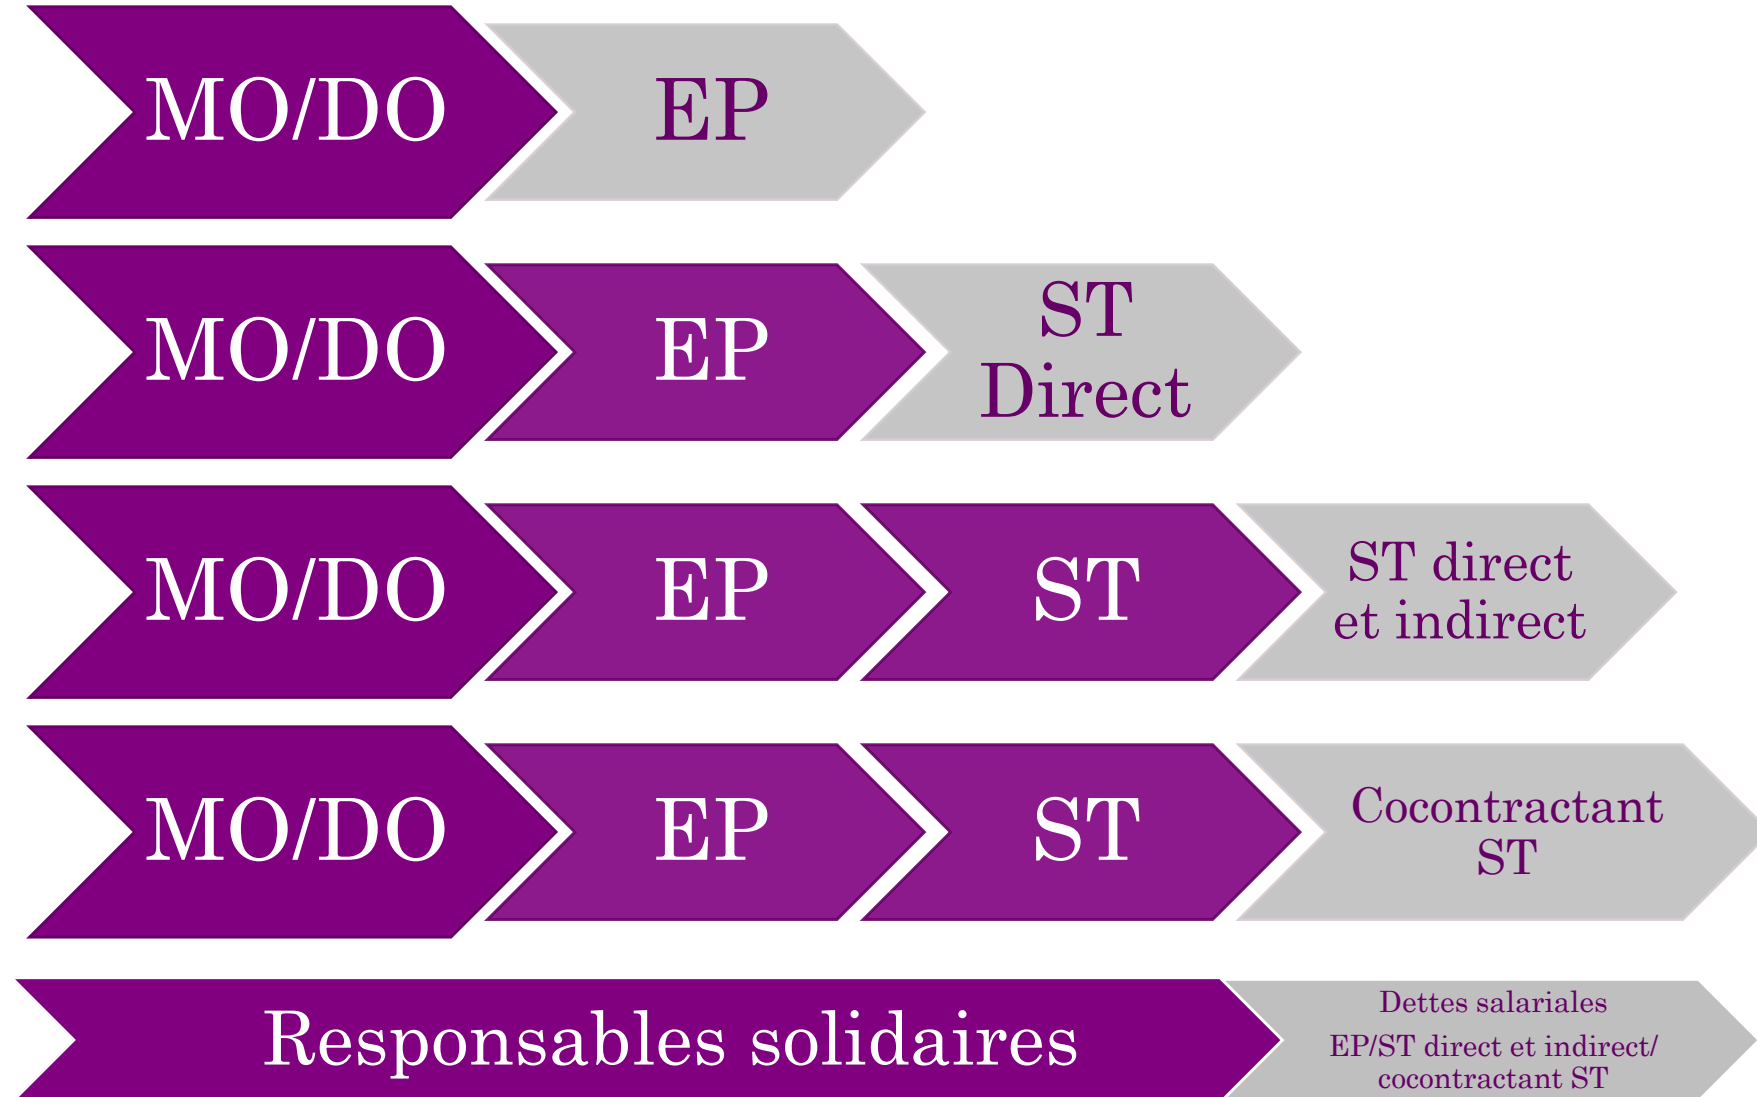 MO/DO
EP
MO/DO
EP
ST
Direct
MO/DO
EP
ST
ST direct
et indirect
MO/DO
EP
ST
Cocontractant
ST
Responsables solidaires
Dettes salariales
EP/ST direct et indirect/
cocontractant ST